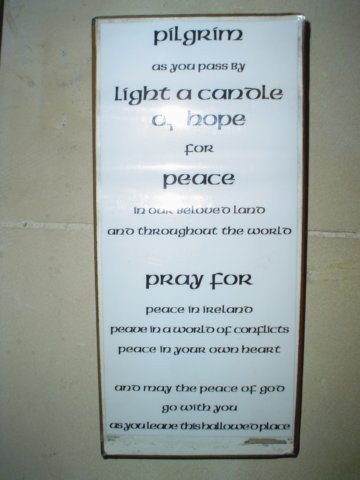 pilgrim
as you pass by
light a candle
of hope
for
peace
in our beloved land
and throughout the world
pray for
peace in ireland
peave in a world of conflicts
peace in your own heart
and may the peace of god
go with you
as you leave this hallowed place